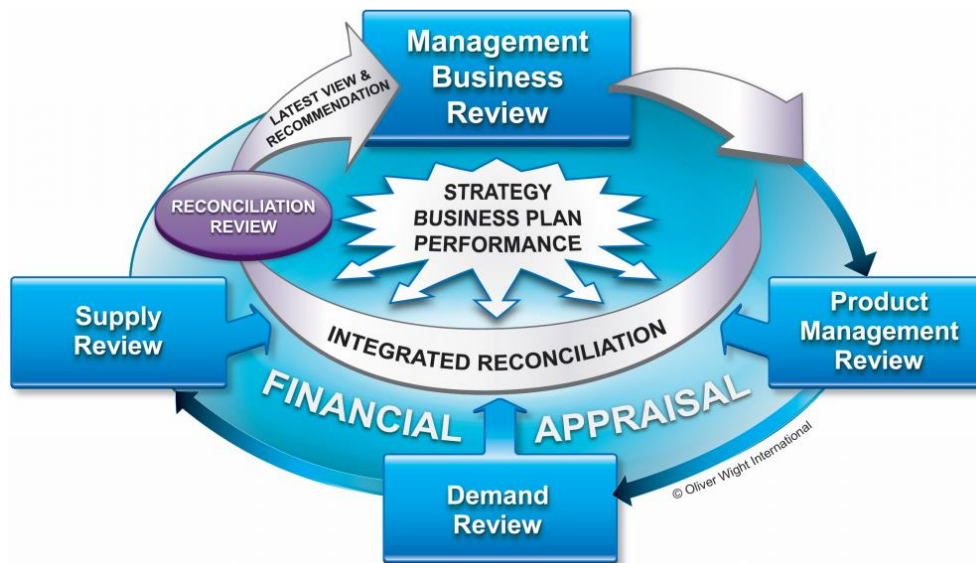 Management
Business
Review
LATEST VIEW &
RECOMMENDATION
STRATEGY
BUSINESS PLAN
PERFORMANCE
RECONCILIATION
REVIEW
Supply
Review
Product
Management
Review
INTEGRATED RECONCILIATION
FINANCIAL APPRAISAL
Demand
Review
© Oliver Wight International